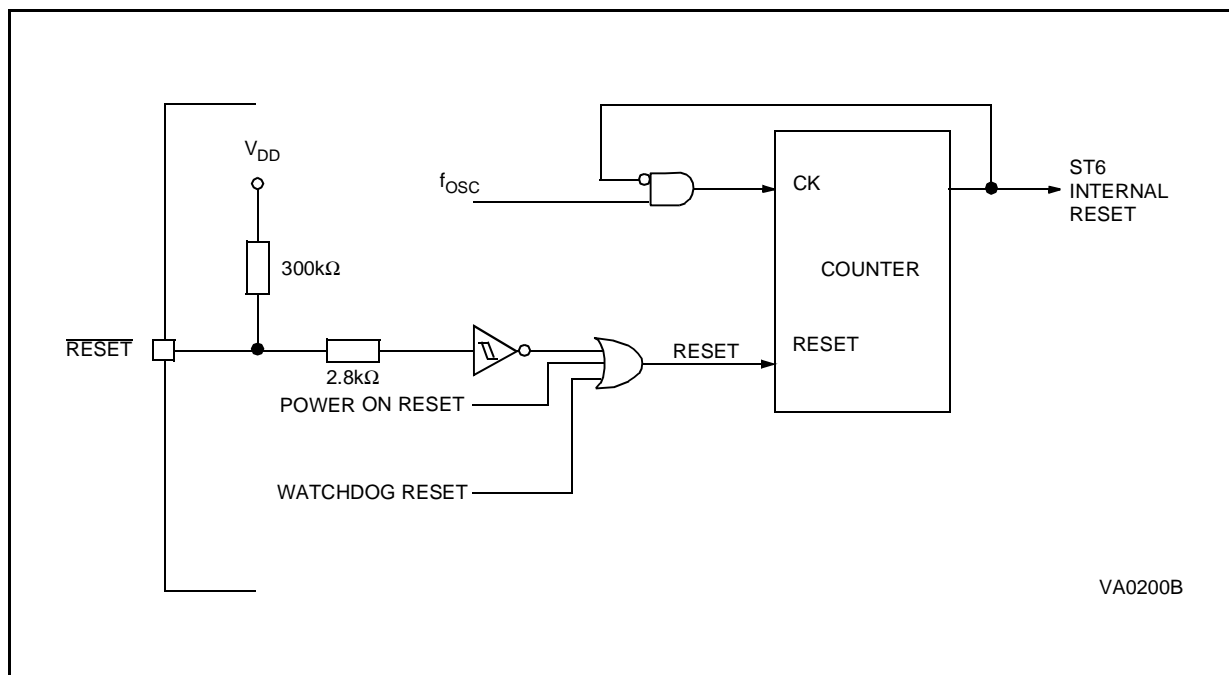 V_DD
f_OSC
CK
ST6
INTERNAL
RESET
300kΩ
COUNTER
RESET
RESET
RESET
2.8kΩ
POWER ON RESET
WATCHDOG RESET
VA0200B